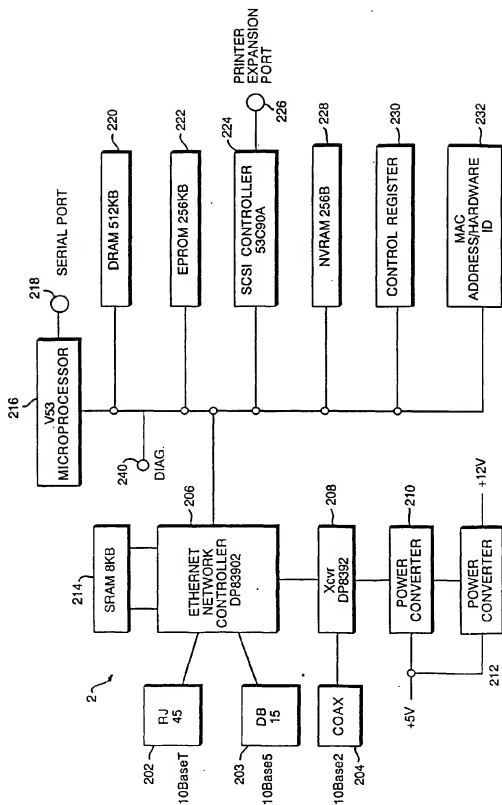 2
202
RJ
45
10BaseT
203
DB
15
10Base5
204
COAX
10Base2
214
SRAM 8KB
206
ETHERNET
NETWORK
CONTROLLER
DP83902
208
Xcvr
DP8392
210
POWER
CONVERTER
+5V
212
POWER
CONVERTER
+12V
216
V53
MICROPROCESSOR
218
SERIAL PORT
240
DIAG.
220
DRAM 512KB
222
EPROM 256KB
224
SCSI CONTROLLER
53C90A
PRINTER
EXPANSION
PORT
226
228
NVRAM 256B
230
CONTROL REGISTER
232
MAC
ADDRESS/HARDWARE
ID